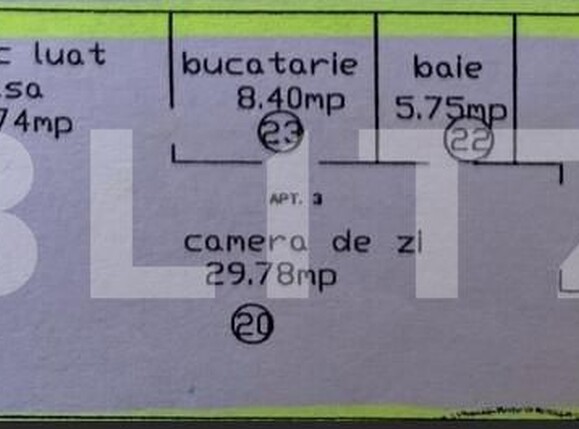 c luat
sa
74mp
bucatarie
8.40mp
23
baie
5.75mp
22
APT. 3
camera de zi
29.78mp
20
BLITZ